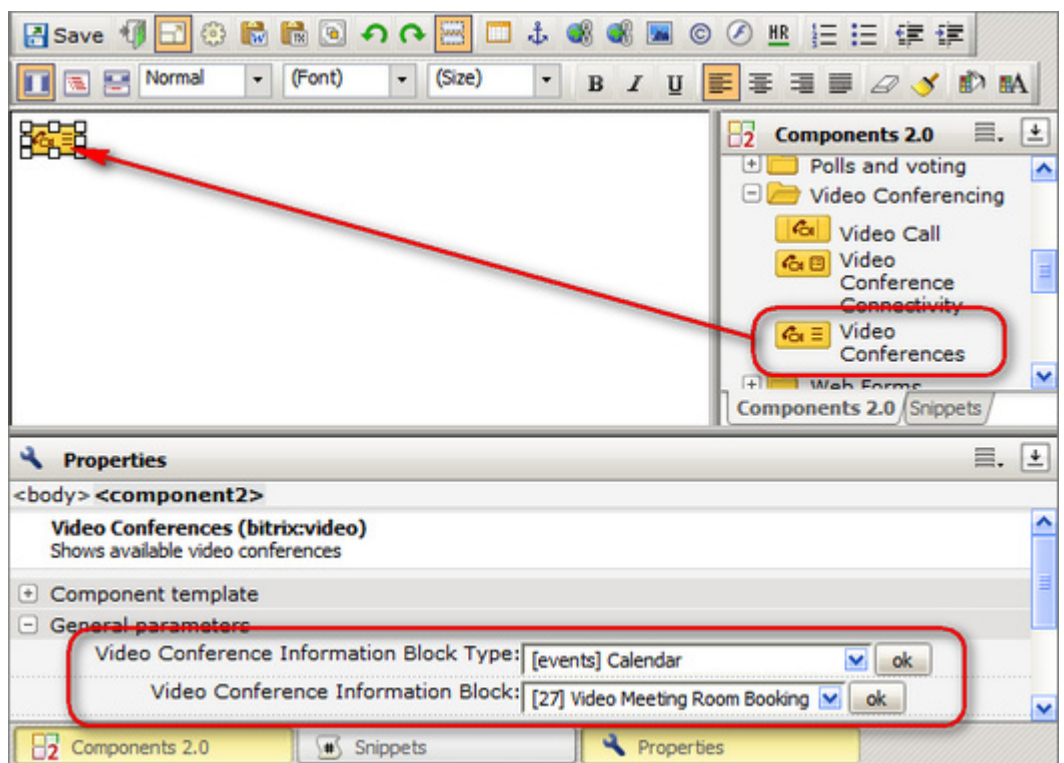 Save
HR
Normal (Font) (Size) B I U A
2 Components 2.0
Polls and voting
Video Conferencing
Video Call
Video
Conference
Connectivity
Video
Conferences
Web Forms
Components 2.0 Snippets
Properties
<body> <component2>
Video Conferences (bitrix:video)
Shows available video conferences
Component template
General parameters
Video Conference Information Block Type: [events] Calendar ok
Video Conference Information Block: [27] Video Meeting Room Booking ok
2 Components 2.0 Snippets Properties